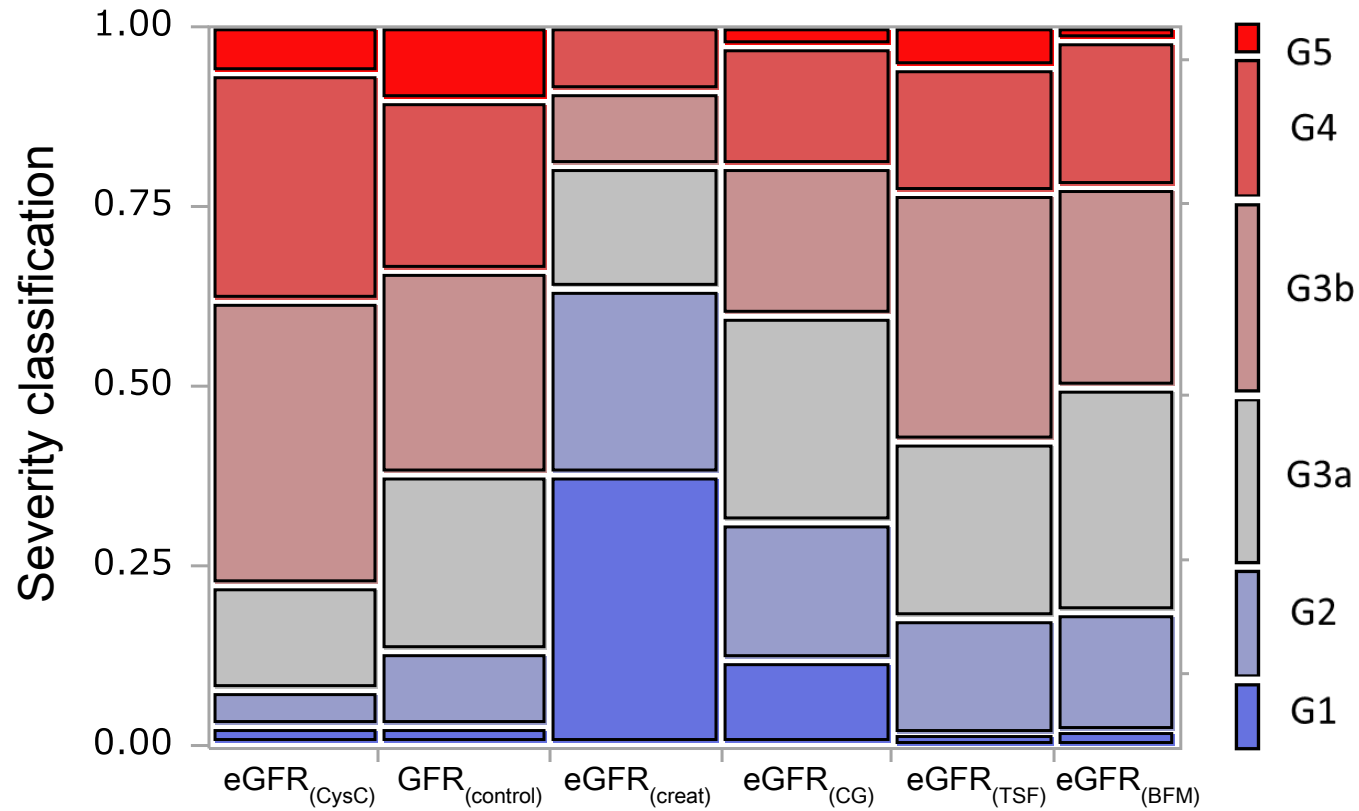 Severity classification
1.00
0.75
0.50
0.25
0.00
eGFR(CysC)
GFR(control)
eGFR(creat)
eGFR(CG)
eGFR(TSF)
eGFR(BFM)
G5
G4
G3b
G3a
G2
G1